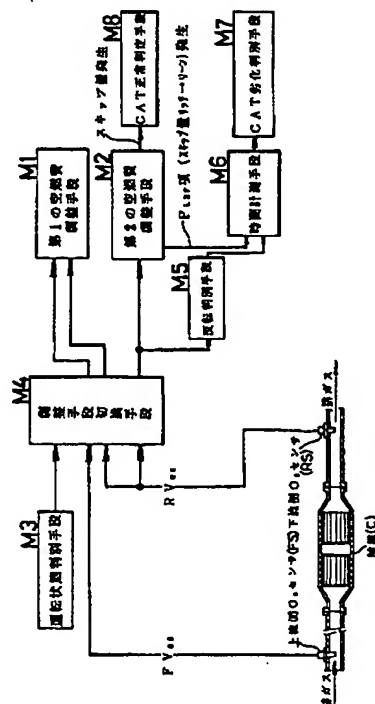 M1
第1の空燃費
調整手段
M8
CAT正常判定手段
スキップ量発生
M2
第2の空燃費
調整手段
M7
CAT劣化判別手段
M6
時間計測手段
M5
反転判別手段
M4
調整手段
切換手段
M3
運転状態判別手段
排ガス
下流側O₂センサ
(RS)
上流側O₂センサ(FS)
触媒(C)
排ガス